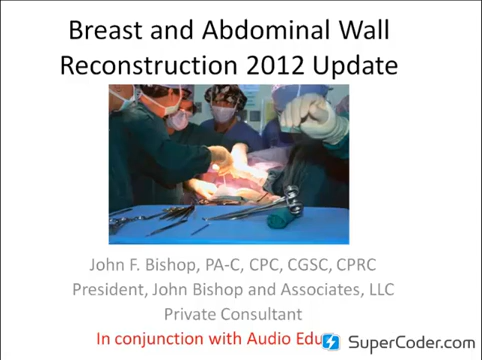 Breast and Abdominal Wall
Reconstruction 2012 Update
John F. Bishop, PA-C, CPC, CGSC, CPRC
President, John Bishop and Associates, LLC
Private Consultant
In conjunction with Audio
SuperCoder.com